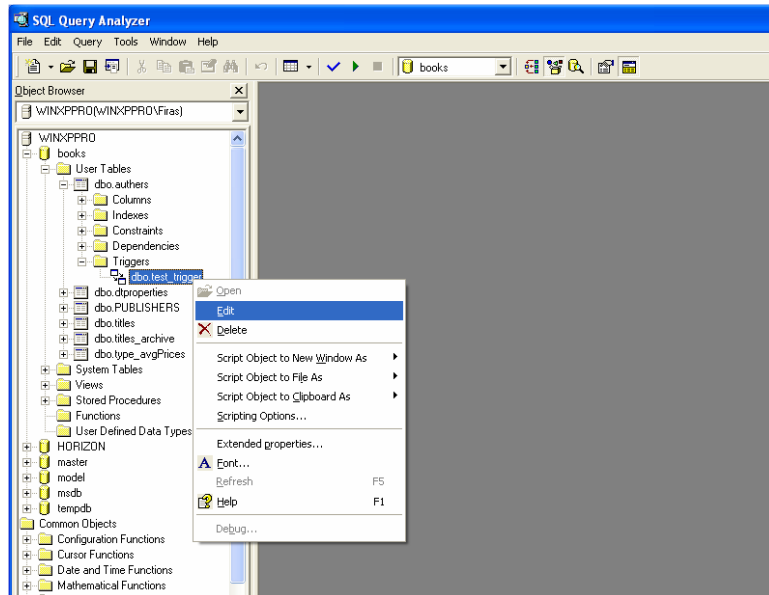 SQL Query Analyzer
File Edit Query Tools Window Help
books
Object Browser
WINXPPRO(WINXPPRO\Firas)
WINXPPRO
books
User Tables
dbo.authers
Columns
Indexes
Constraints
Dependencies
Triggers
dbo.test_trigger
dbo.dtproperties
dbo.PUBLISHERS
dbo.titles
dbo.titles_archive
dbo.type_avgPrices
System Tables
Views
Stored Procedures
Functions
User Defined Data Types
HORIZON
master
model
msdb
tempdb
Common Objects
Configuration Functions
Cursor Functions
Date and Time Functions
Mathematical Functions
Open
Edit
Delete
Script Object to New Window As
Script Object to File As
Script Object to Clipboard As
Scripting Options...
Extended properties...
Font...
Refresh F5
Help F1
Debug...